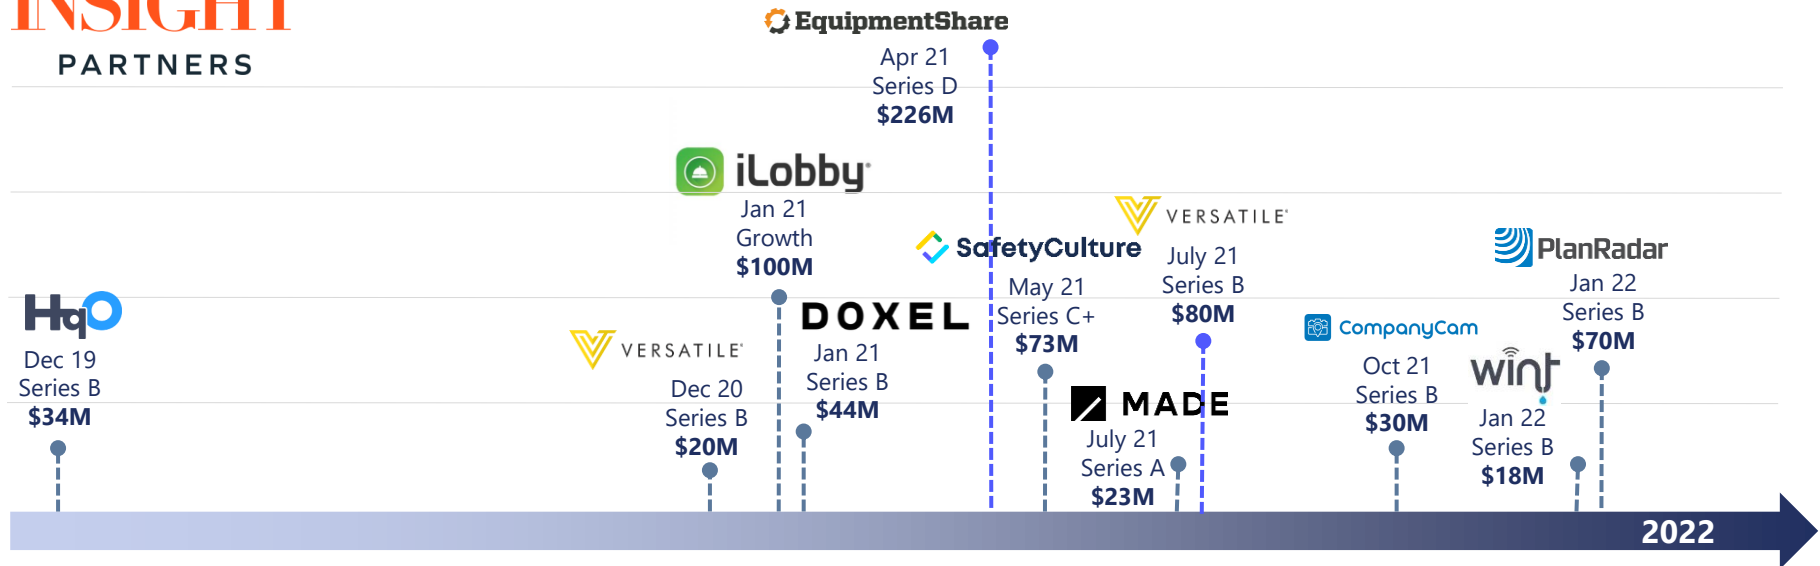 INSIGHT
PARTNERS
EquipmentShare
Apr 21
Series D
$226M
iLobby
Jan 21
Growth
$100M
VERSATILE
July 21
Series B
$80M
SafetyCulture
May 21
Series C+
$73M
PlanRadar
Jan 22
Series B
$70M
HqO
Dec 19
Series B
$34M
DOXEL
Jan 21
Series B
$44M
VERSATILE
Dec 20
Series B
$20M
CompanyCam
Oct 21
Series B
$30M
wint
Jan 22
Series B
$18M
MADE
July 21
Series A
$23M
2022